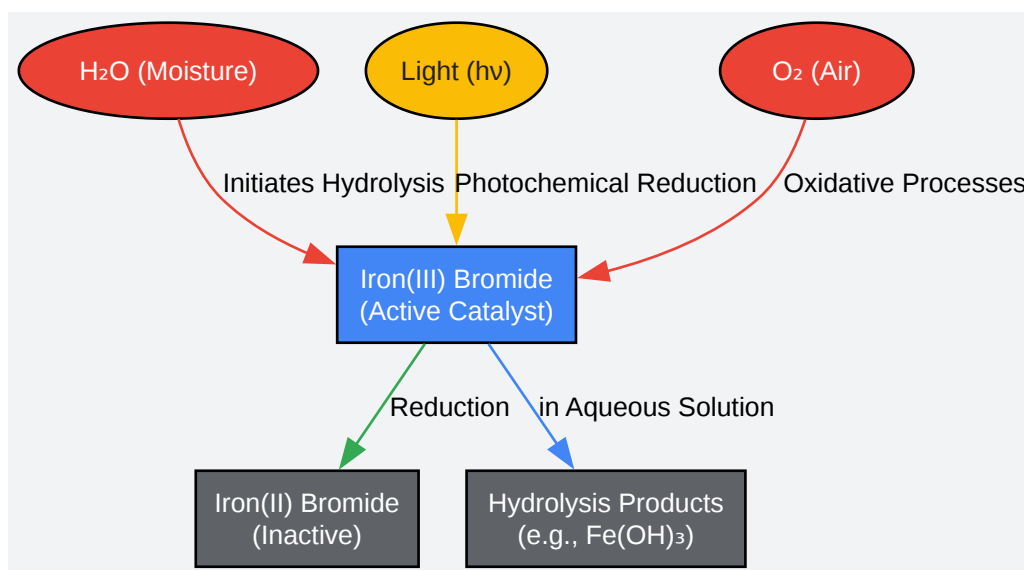 H₂O (Moisture)
Light (hν)
O₂ (Air)
Initiates Hydrolysis
Photochemical Reduction
Oxidative Processes
Iron(III) Bromide
(Active Catalyst)
Reduction
in Aqueous Solution
Iron(II) Bromide
(Inactive)
Hydrolysis Products
(e.g., Fe(OH)₃)